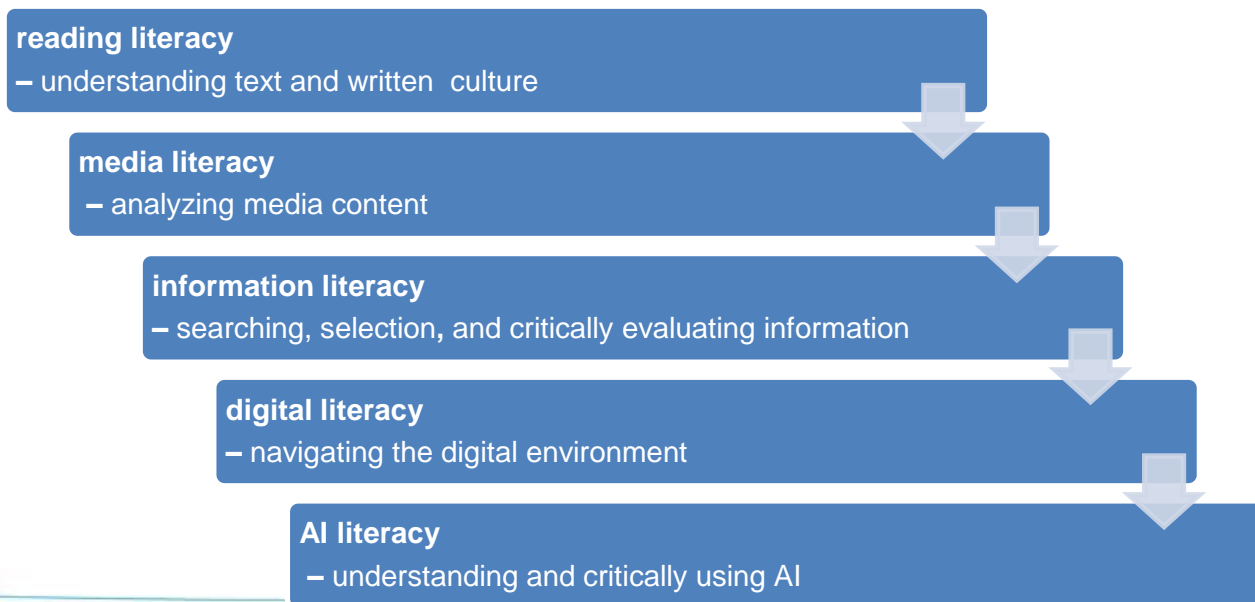 reading literacy
– understanding text and written culture
media literacy
– analyzing media content
information literacy
– searching, selection, and critically evaluating information
digital literacy
– navigating the digital environment
AI literacy
– understanding and critically using AI